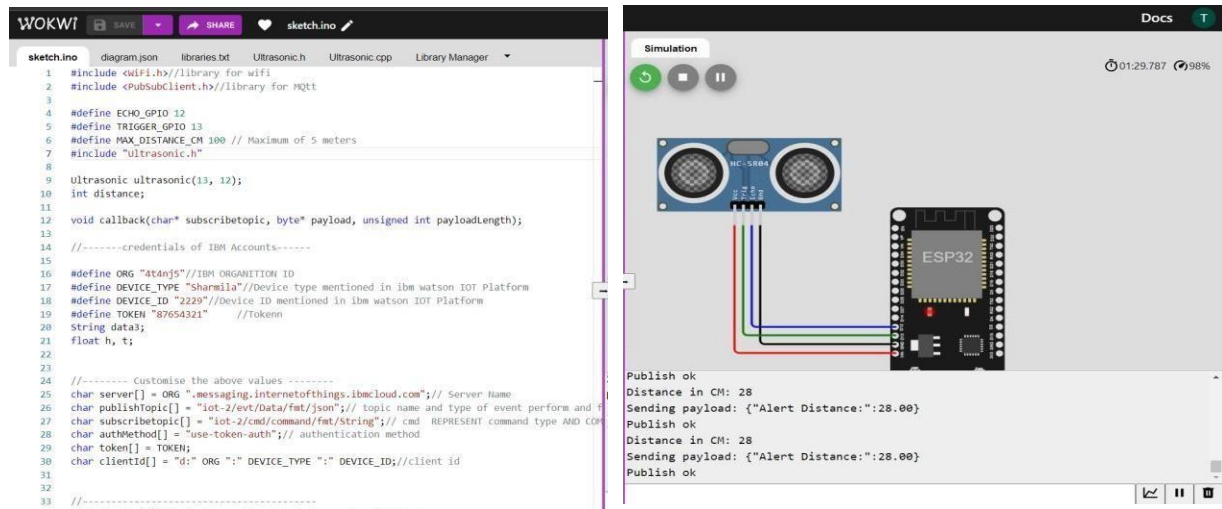 WOKWI SAVE SHARE sketch.ino
sketch.ino diagram.json libraries.txt Ultrasonic.h Ultrasonic.cpp Library Manager
1 #include <WiFi.h>//library for wifi
2 #include <PubSubClient.h>//library for MQtt
3
4 #define ECHO_GPIO 12
5 #define TRIGGER_GPIO 13
6 #define MAX_DISTANCE_CM 100 // Maximum of 5 meters
7 #include "Ultrasonic.h"
8
9 Ultrasonic ultrasonic(13, 12);
10 int distance;
11
12 void callback(char* subscribetopic, byte* payload, unsigned int payloadLength);
13
14 //-------credentials of IBM Accounts------
15
16 #define ORG "4t4nj5"//IBM ORGANITION ID
17 #define DEVICE_TYPE "Sharmila"//Device type mentioned in ibm watson IOT Platform
18 #define DEVICE_ID "2229"//Device ID mentioned in ibm watson IOT Platform
19 #define TOKEN "87654321" //Tokenn
20 String data3;
21 float h, t;
22
23
24 //-------- Customise the above values --------
25 char server[] = ORG ".messaging.internetofthings.ibmcloud.com";// Server Name
26 char publishTopic[] = "iot-2/evt/Data/fmt/json";// topic name and type of event perform and f
27 char subscribetopic[] = "iot-2/cmd/command/fmt/String";// cmd REPRESENT command type AND COM
28 char authMethod[] = "use-token-auth";// authentication method
29 char token[] = TOKEN;
30 char clientId[] = "d:" ORG ":" DEVICE_TYPE ":" DEVICE_ID;//client id
31
32
33 //-----------------------------------------
Docs T
Simulation
01:29.787 98%
HC-SR04
Vcc
Trig
Echo
Gnd
ESP32
Publish ok
Distance in CM: 28
Sending payload: {"Alert Distance:":28.00}
Publish ok
Distance in CM: 28
Sending payload: {"Alert Distance:":28.00}
Publish ok